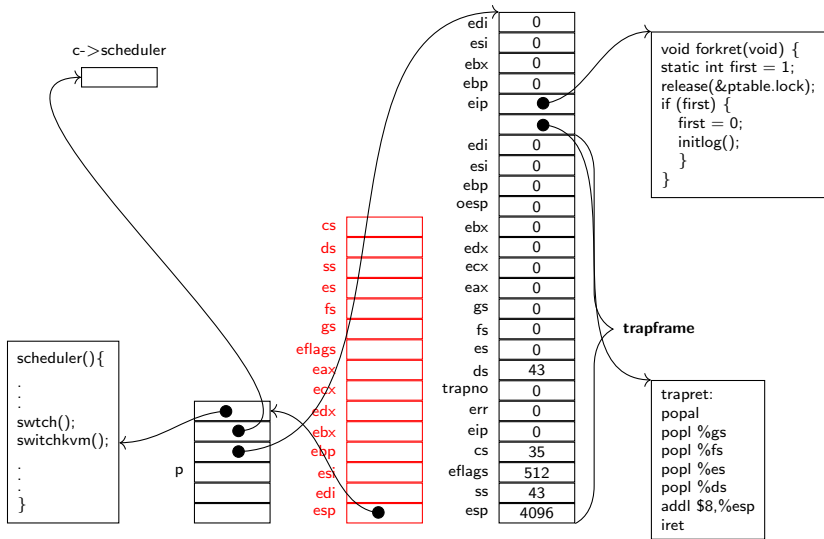 c->scheduler
scheduler(){
.
.
.
swtch();
switchkvm();
.
.
.
}
p
cs
ds
ss
es
fs
gs
eflags
eax
ecx
edx
ebx
ebp
esi
edi
esp
edi 0
esi 0
ebx 0
ebp 0
eip
edi 0
esi 0
ebp 0
oesp 0
ebx 0
edx 0
ecx 0
eax 0
gs 0
fs 0
es 0
ds 43
trapno 0
err 0
eip 0
cs 35
eflags 512
ss 43
esp 4096
void forkret(void) {
static int first = 1;
release(&ptable.lock);
if (first) {
first = 0;
initlog();
}
}
trapframe
trapret:
popal
popl %gs
popl %fs
popl %es
popl %ds
addl $8,%esp
iret